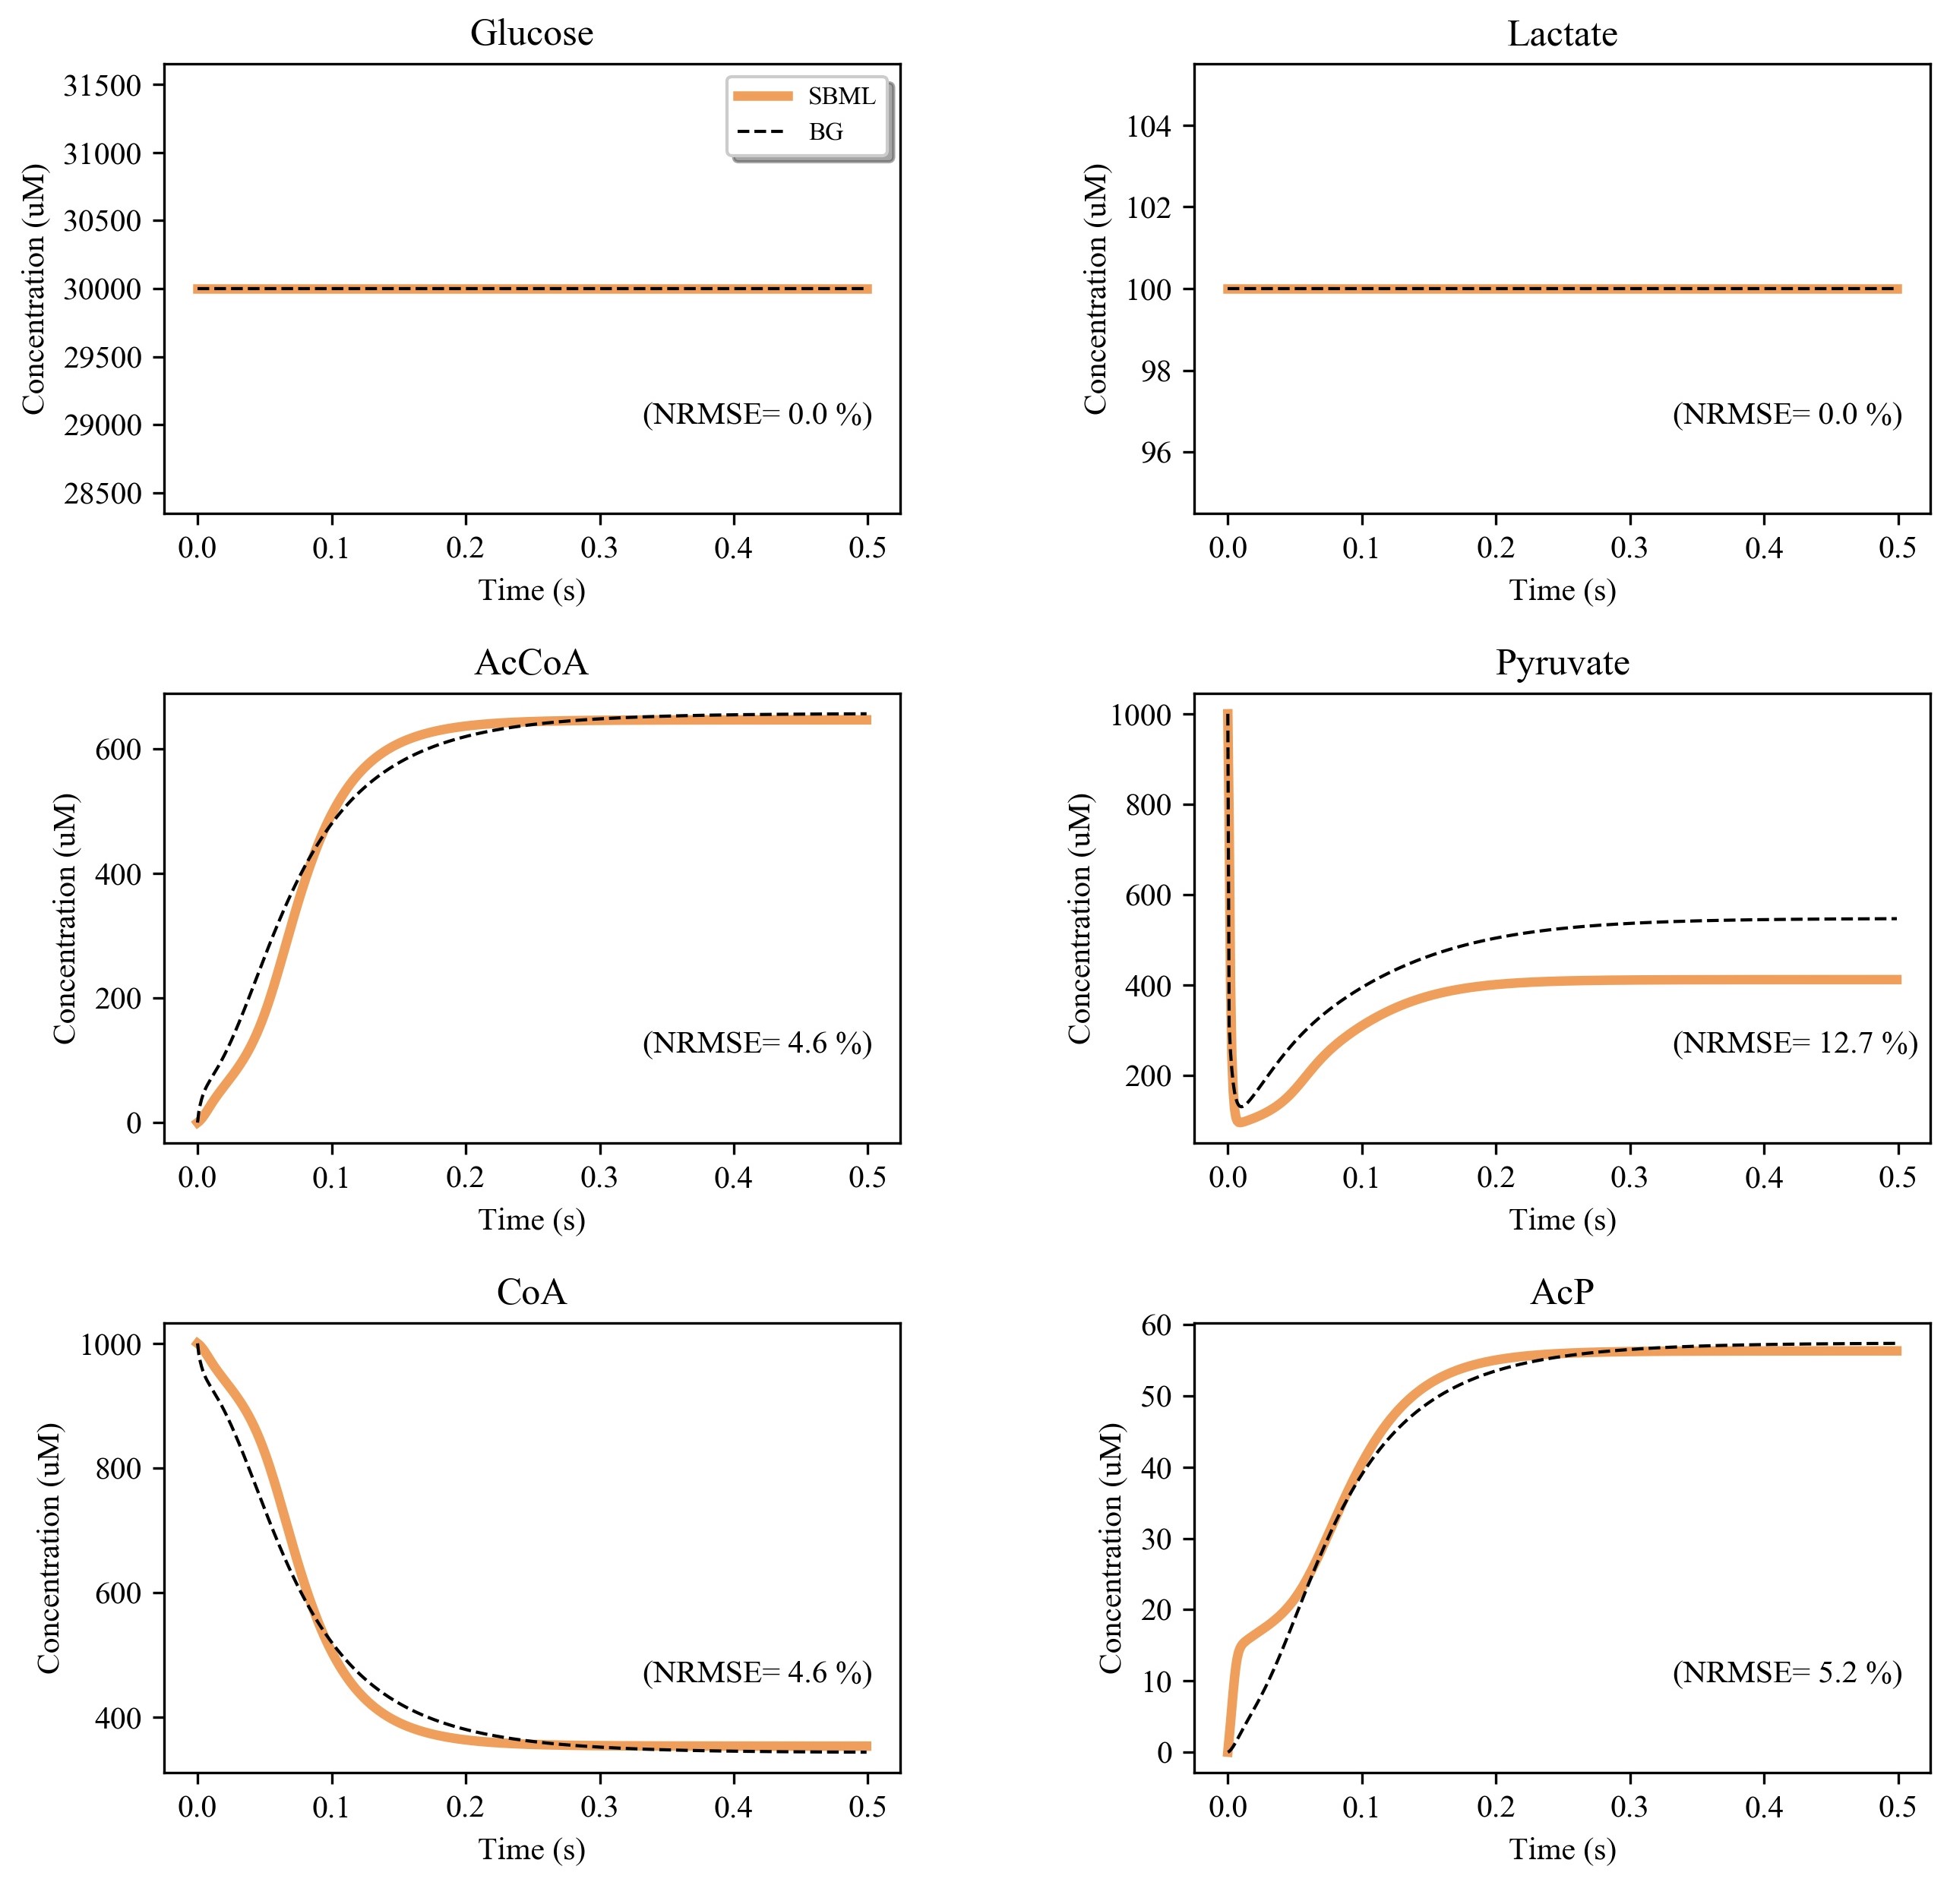 Glucose
Concentration (uM)
31500
31000
30500
30000
29500
29000
28500
SBML
BG
(NRMSE= 0.0 %)
0.0 0.1 0.2 0.3 0.4 0.5
Time (s)
Lactate
Concentration (uM)
104
102
100
98
96
(NRMSE= 0.0 %)
0.0 0.1 0.2 0.3 0.4 0.5
Time (s)
AcCoA
Concentration (uM)
600
400
200
0
(NRMSE= 4.6 %)
0.0 0.1 0.2 0.3 0.4 0.5
Time (s)
Pyruvate
Concentration (uM)
1000
800
600
400
200
(NRMSE= 12.7 %)
0.0 0.1 0.2 0.3 0.4 0.5
Time (s)
CoA
Concentration (uM)
1000
800
600
400
(NRMSE= 4.6 %)
0.0 0.1 0.2 0.3 0.4 0.5
Time (s)
AcP
Concentration (uM)
60
50
40
30
20
10
0
(NRMSE= 5.2 %)
0.0 0.1 0.2 0.3 0.4 0.5
Time (s)